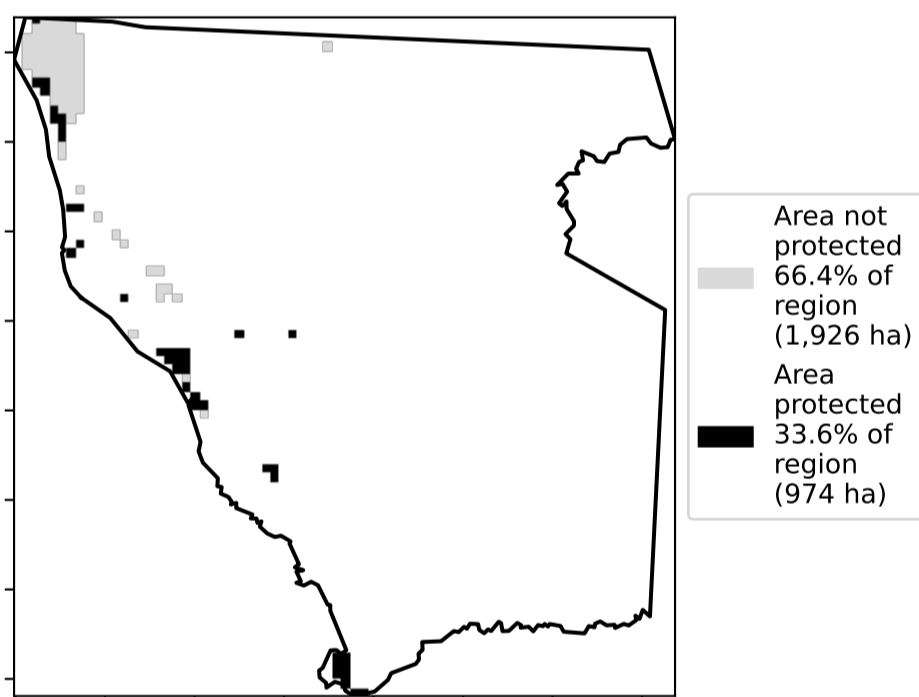 Area not
protected
66.4% of
region
(1,926 ha)
Area
protected
33.6% of
region
(974 ha)